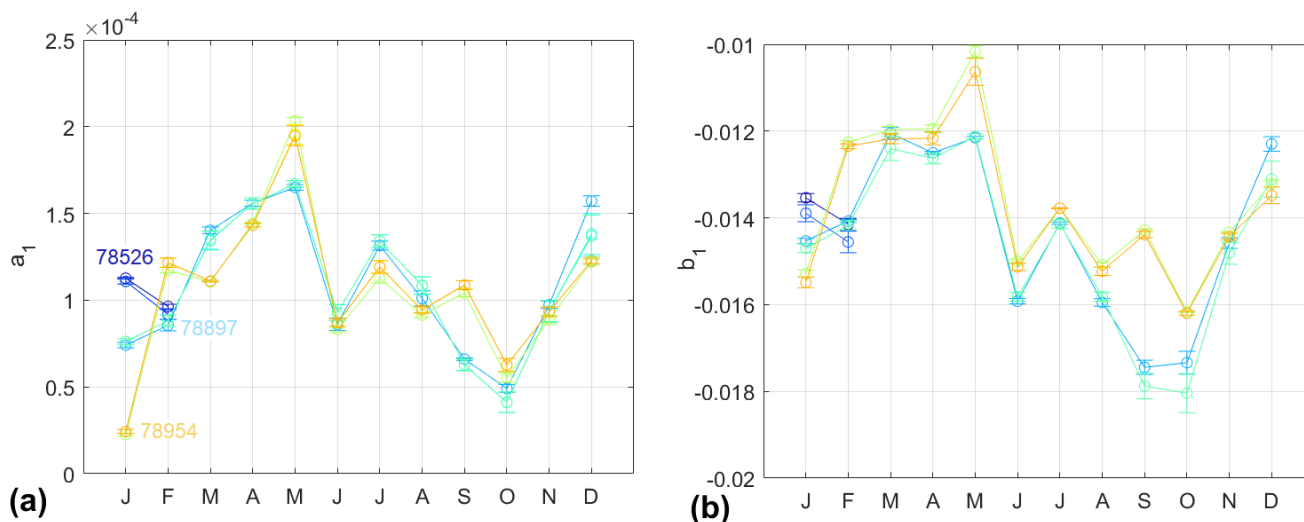 ×10⁻⁴
2.5
2
1.5
1
0.5
0
a₁
78526
78897
78954
J F M A M J J A S O N D
(a)
-0.01
-0.012
-0.014
-0.016
-0.018
-0.02
b₁
J F M A M J J A S O N D
(b)